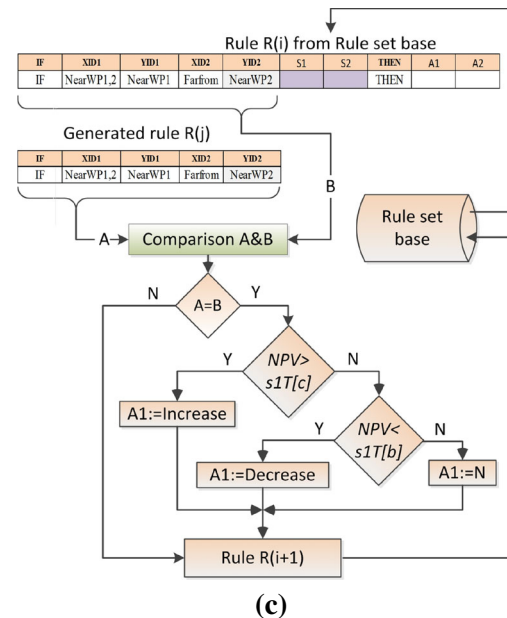 Rule R(i) from Rule set base
IF XID1 YID1 XID2 YID2 S1 S2 THEN A1 A2
IF NearWP1,2 NearWP1 Farfrom NearWP2 THEN
Generated rule R(j)
IF XID1 YID1 XID2 YID2
IF NearWP1,2 NearWP1 Farfrom NearWP2
B
A
Comparison A&B
Rule set
base
N
A=B
Y
Y
NPV>
s1T[c]
N
A1:=Increase
Y
NPV<
s1T[b]
N
A1:=Decrease
A1:=N
Rule R(i+1)
(c)